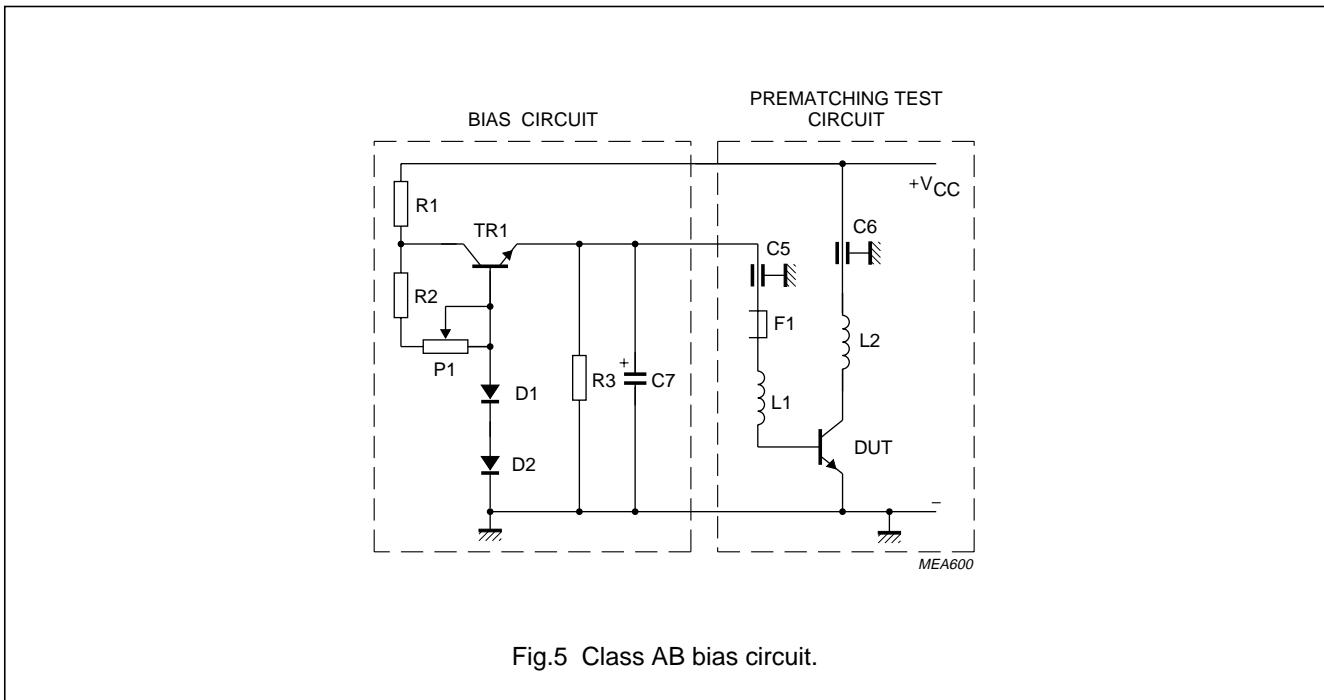 PREMATCHING TEST
CIRCUIT
BIAS CIRCUIT
+VCC
R1
TR1
C5
C6
R2
F1
L2
P1
D1
+
R3
C7
L1
D2
DUT
–
MEA600
Fig.5 Class AB bias circuit.